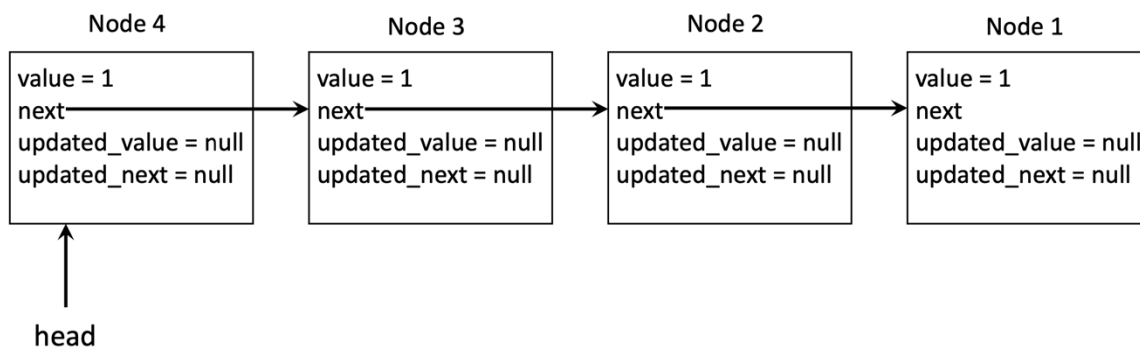 Node 4
value = 1
next
updated_value = null
updated_next = null
Node 3
value = 1
next
updated_value = null
updated_next = null
Node 2
value = 1
next
updated_value = null
updated_next = null
Node 1
value = 1
next
updated_value = null
updated_next = null
head